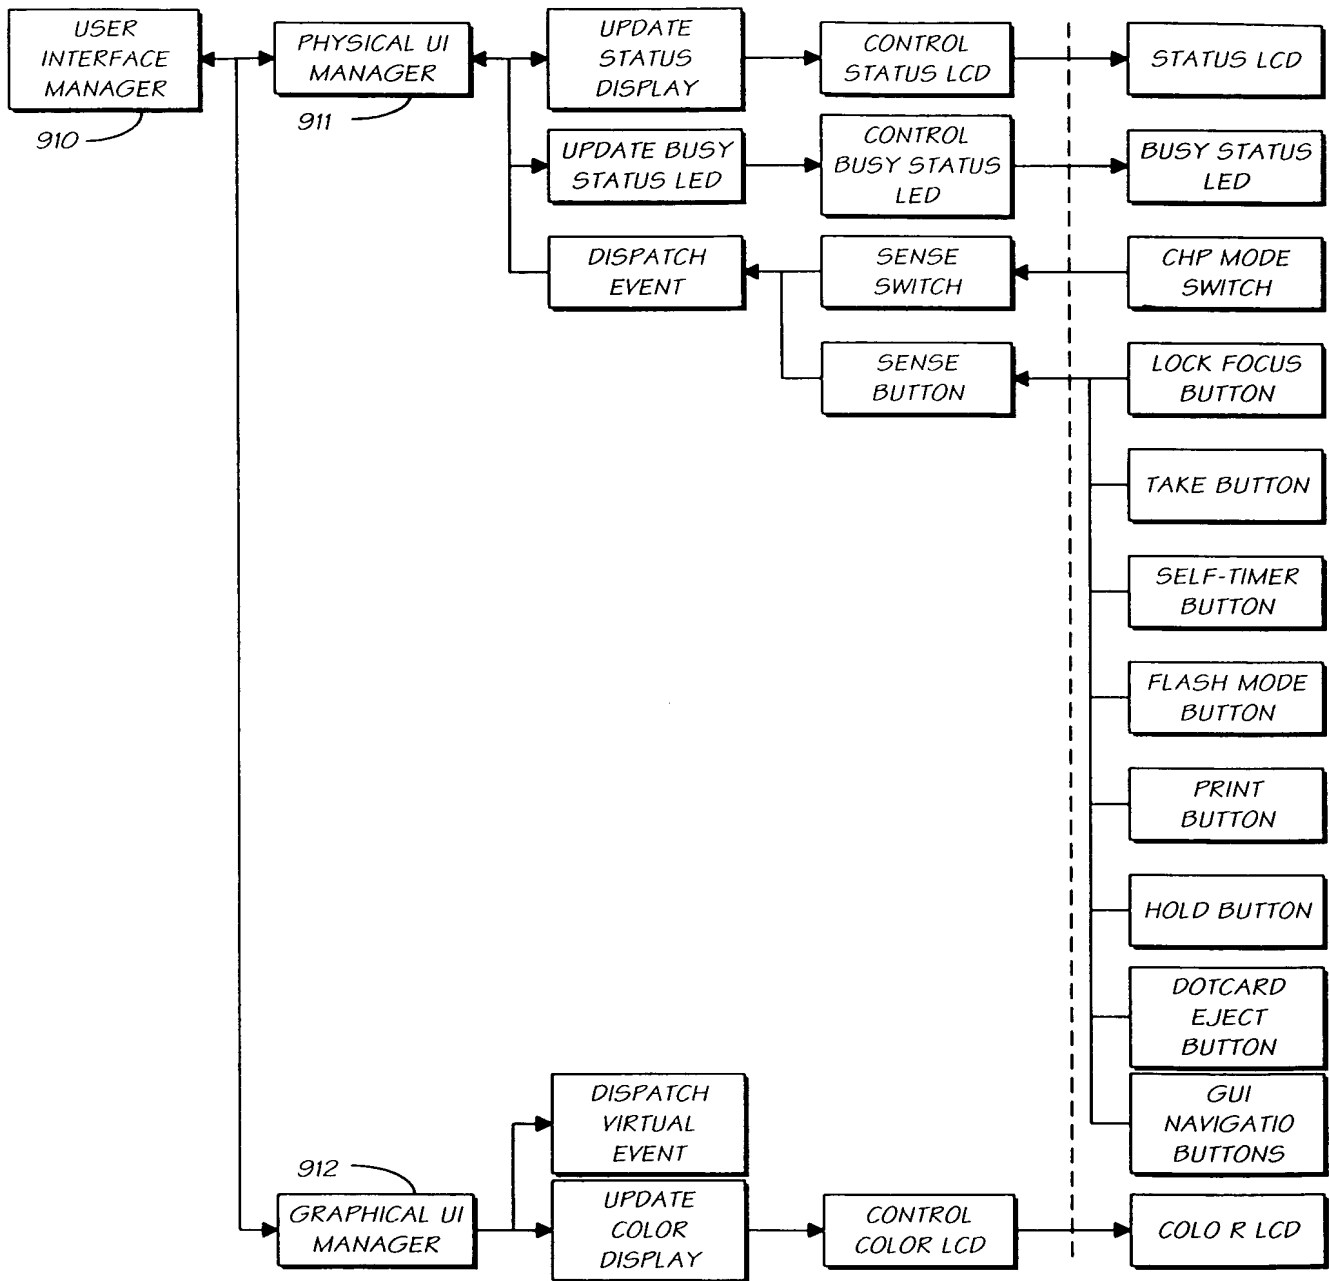 USER
INTERFACE
MANAGER
910
PHYSICAL UI
MANAGER
911
UPDATE
STATUS
DISPLAY
CONTROL
STATUS LCD
STATUS LCD
UPDATE BUSY
STATUS LED
CONTROL
BUSY STATUS
LED
BUSY STATUS
LED
DISPATCH
EVENT
SENSE
SWITCH
CHP MODE
SWITCH
SENSE
BUTTON
LOCK FOCUS
BUTTON
TAKE BUTTON
SELF-TIMER
BUTTON
FLASH MODE
BUTTON
PRINT
BUTTON
HOLD BUTTON
DOTCARD
EJECT
BUTTON
DISPATCH
VIRTUAL
EVENT
GUI
NAVIGATIO
BUTTONS
912
GRAPHICAL UI
MANAGER
UPDATE
COLOR
DISPLAY
CONTROL
COLOR LCD
COLO R LCD